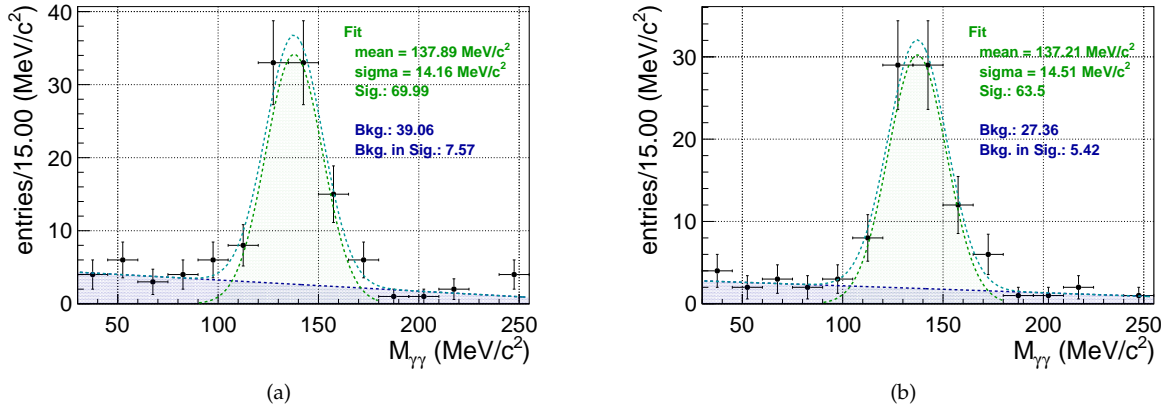 entries/15.00 (MeV/c²)
40
30
20
10
0
50
100
150
200
250
M_γγ (MeV/c²)
Fit
mean = 137.89 MeV/c²
sigma = 14.16 MeV/c²
Sig.: 69.99
Bkg.: 39.06
Bkg. in Sig.: 7.57
(a)
entries/15.00 (MeV/c²)
30
20
10
0
50
100
150
200
250
M_γγ (MeV/c²)
Fit
mean = 137.21 MeV/c²
sigma = 14.51 MeV/c²
Sig.: 63.5
Bkg.: 27.36
Bkg. in Sig.: 5.42
(b)